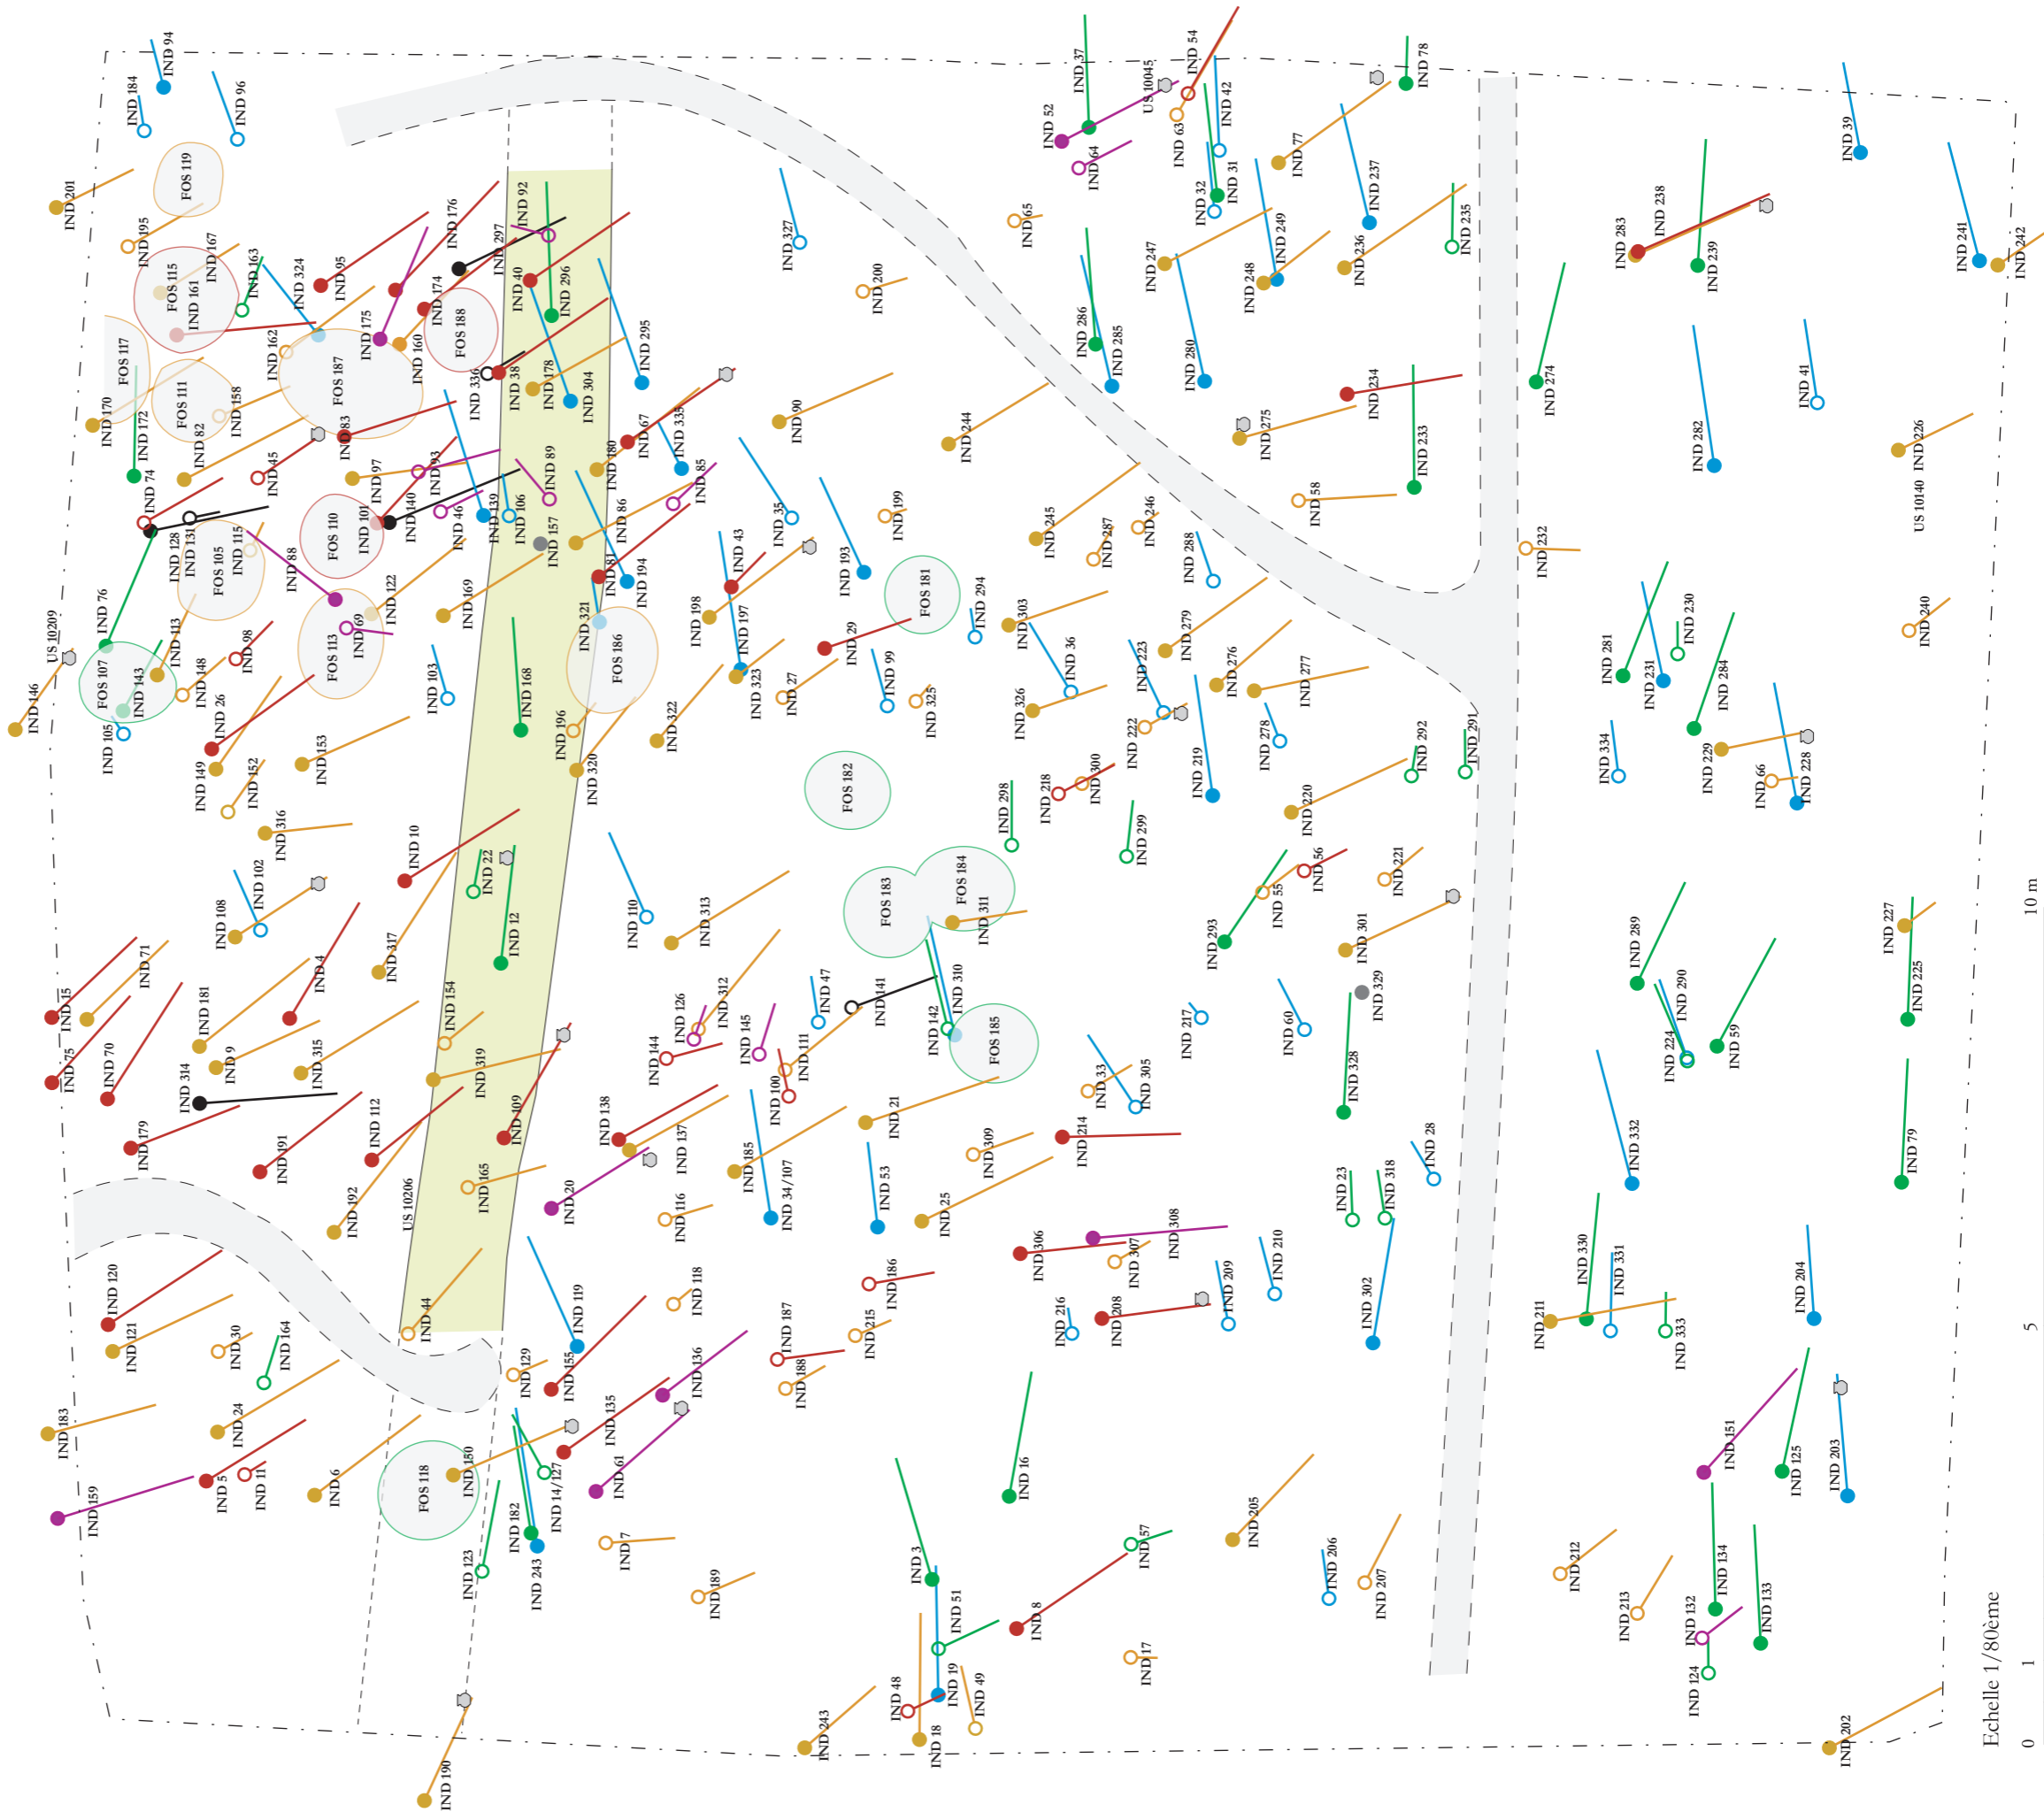 IND 94
IND 184
IND 96
IND 201
FOS 119
IND 195
IND 167
FOS 115
IND 161
IND 163
IND 324
IND 95
IND 176
IND 297
IND 92
IND 174
IND 40
IND 296
FOS 117
IND 162
IND 175
IND 160
FOS 188
IND 170
IND 172
FOS 111
IND 158
FOS 187
IND 336
IND 38
IND 178
IND 304
IND 295
IND 82
IND 83
IND 67
IND 335
IND 74
IND 45
IND 97
IND 93
IND 89
IND 180
IND 85
IND 128
IND 131
FOS 105
IND 115
FOS 110
IND 101
IND 140
IND 46
IND 139
IND 106
IND 157
IND 86
IND 88
IND 122
IND 169
IND 81
IND 194
IND 43
IND 35
US 10209
IND 76
FOS 107
IND 143
IND 113
IND 148
IND 98
FOS 113
IND 69
IND 103
IND 168
IND 321
FOS 186
IND 198
IND 197
IND 146
IND 105
IND 26
IND 149
IND 152
IND 153
IND 196
IND 320
IND 322
IND 323
IND 27
IND 29
IND 99
IND 325
IND 193
IND 199
FOS 181
IND 294
IND 90
IND 200
IND 327
IND 65
IND 52
IND 37
IND 64
US 10045
IND 54
IND 63
IND 42
IND 32
IND 31
IND 77
IND 78
IND 237
IND 247
IND 249
IND 248
IND 236
IND 235
IND 286
IND 285
IND 280
IND 244
IND 275
IND 234
IND 233
IND 58
IND 245
IND 287
IND 246
IND 288
IND 303
IND 36
IND 223
IND 279
IND 276
IND 277
IND 326
IND 222
IND 219
IND 278
IND 220
IND 292
IND 291
IND 39
IND 283
IND 238
IND 239
IND 241
IND 242
IND 274
IND 282
IND 41
IND 226
US 10140
IND 232
IND 240
IND 281
IND 231
IND 230
IND 284
IND 334
IND 229
IND 66
IND 228
IND 316
IND 10
IND 22
IND 12
IND 102
IND 108
IND 317
IND 110
IND 313
FOS 182
IND 298
IND 218
IND 300
IND 299
FOS 183
FOS 184
IND 311
IND 293
IND 55
IND 56
IND 221
IND 301
IND 329
IND 328
IND 15
IND 71
IND 75
IND 70
IND 181
IND 9
IND 4
IND 315
IND 314
IND 154
IND 319
IND 109
IND 126
IND 312
IND 144
IND 145
IND 47
IND 141
IND 111
IND 100
IND 142
IND 310
FOS 185
IND 217
IND 60
IND 33
IND 305
IND 289
IND 290
IND 224
IND 59
IND 227
IND 225
10 m
IND 179
IND 191
IND 112
IND 192
US 10206
IND 165
IND 20
IND 138
IND 137
IND 116
IND 185
IND 34/107
IND 21
IND 53
IND 25
IND 309
IND 214
IND 28
IND 23
IND 318
IND 332
IND 79
IND 120
IND 121
IND 30
IND 164
IND 44
IND 119
IND 118
IND 129
IND 155
IND 136
IND 187
IND 188
IND 186
IND 215
IND 306
IND 307
IND 308
IND 216
IND 208
IND 209
IND 210
IND 302
IND 330
IND 331
IND 211
IND 333
IND 204
5
IND 183
IND 24
IND 159
IND 5
IND 11
IND 6
FOS 118
IND 150
IND 135
IND 61
IND 182
IND 14/127
IND 123
IND 243
IND 7
IND 189
IND 16
IND 3
IND 51
IND 57
IND 8
IND 17
IND 205
IND 206
IND 207
IND 151
IND 125
IND 203
IND 212
IND 213
IND 134
IND 132
IND 133
IND 124
IND 190
IND 243
IND 48
IND 18
IND 19
IND 49
IND 202
Echelle 1/80ème
1
0